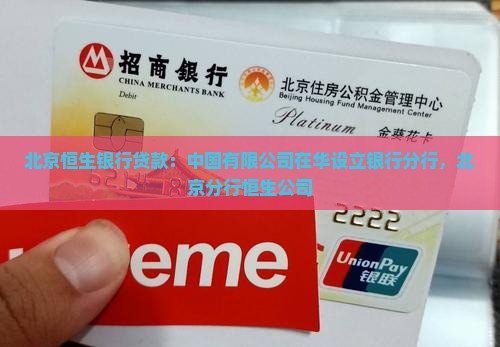 招商银行
CHINA MERCHANTS BANK
Debit
北京住房公积金管理中心
Beijing Housing Fund Management Center
Platinum
金葵花卡
北京恒生银行贷款：中国有限公司在华设立银行分行，北
京分行恒生公司
2222
eme
UnionPay
银联